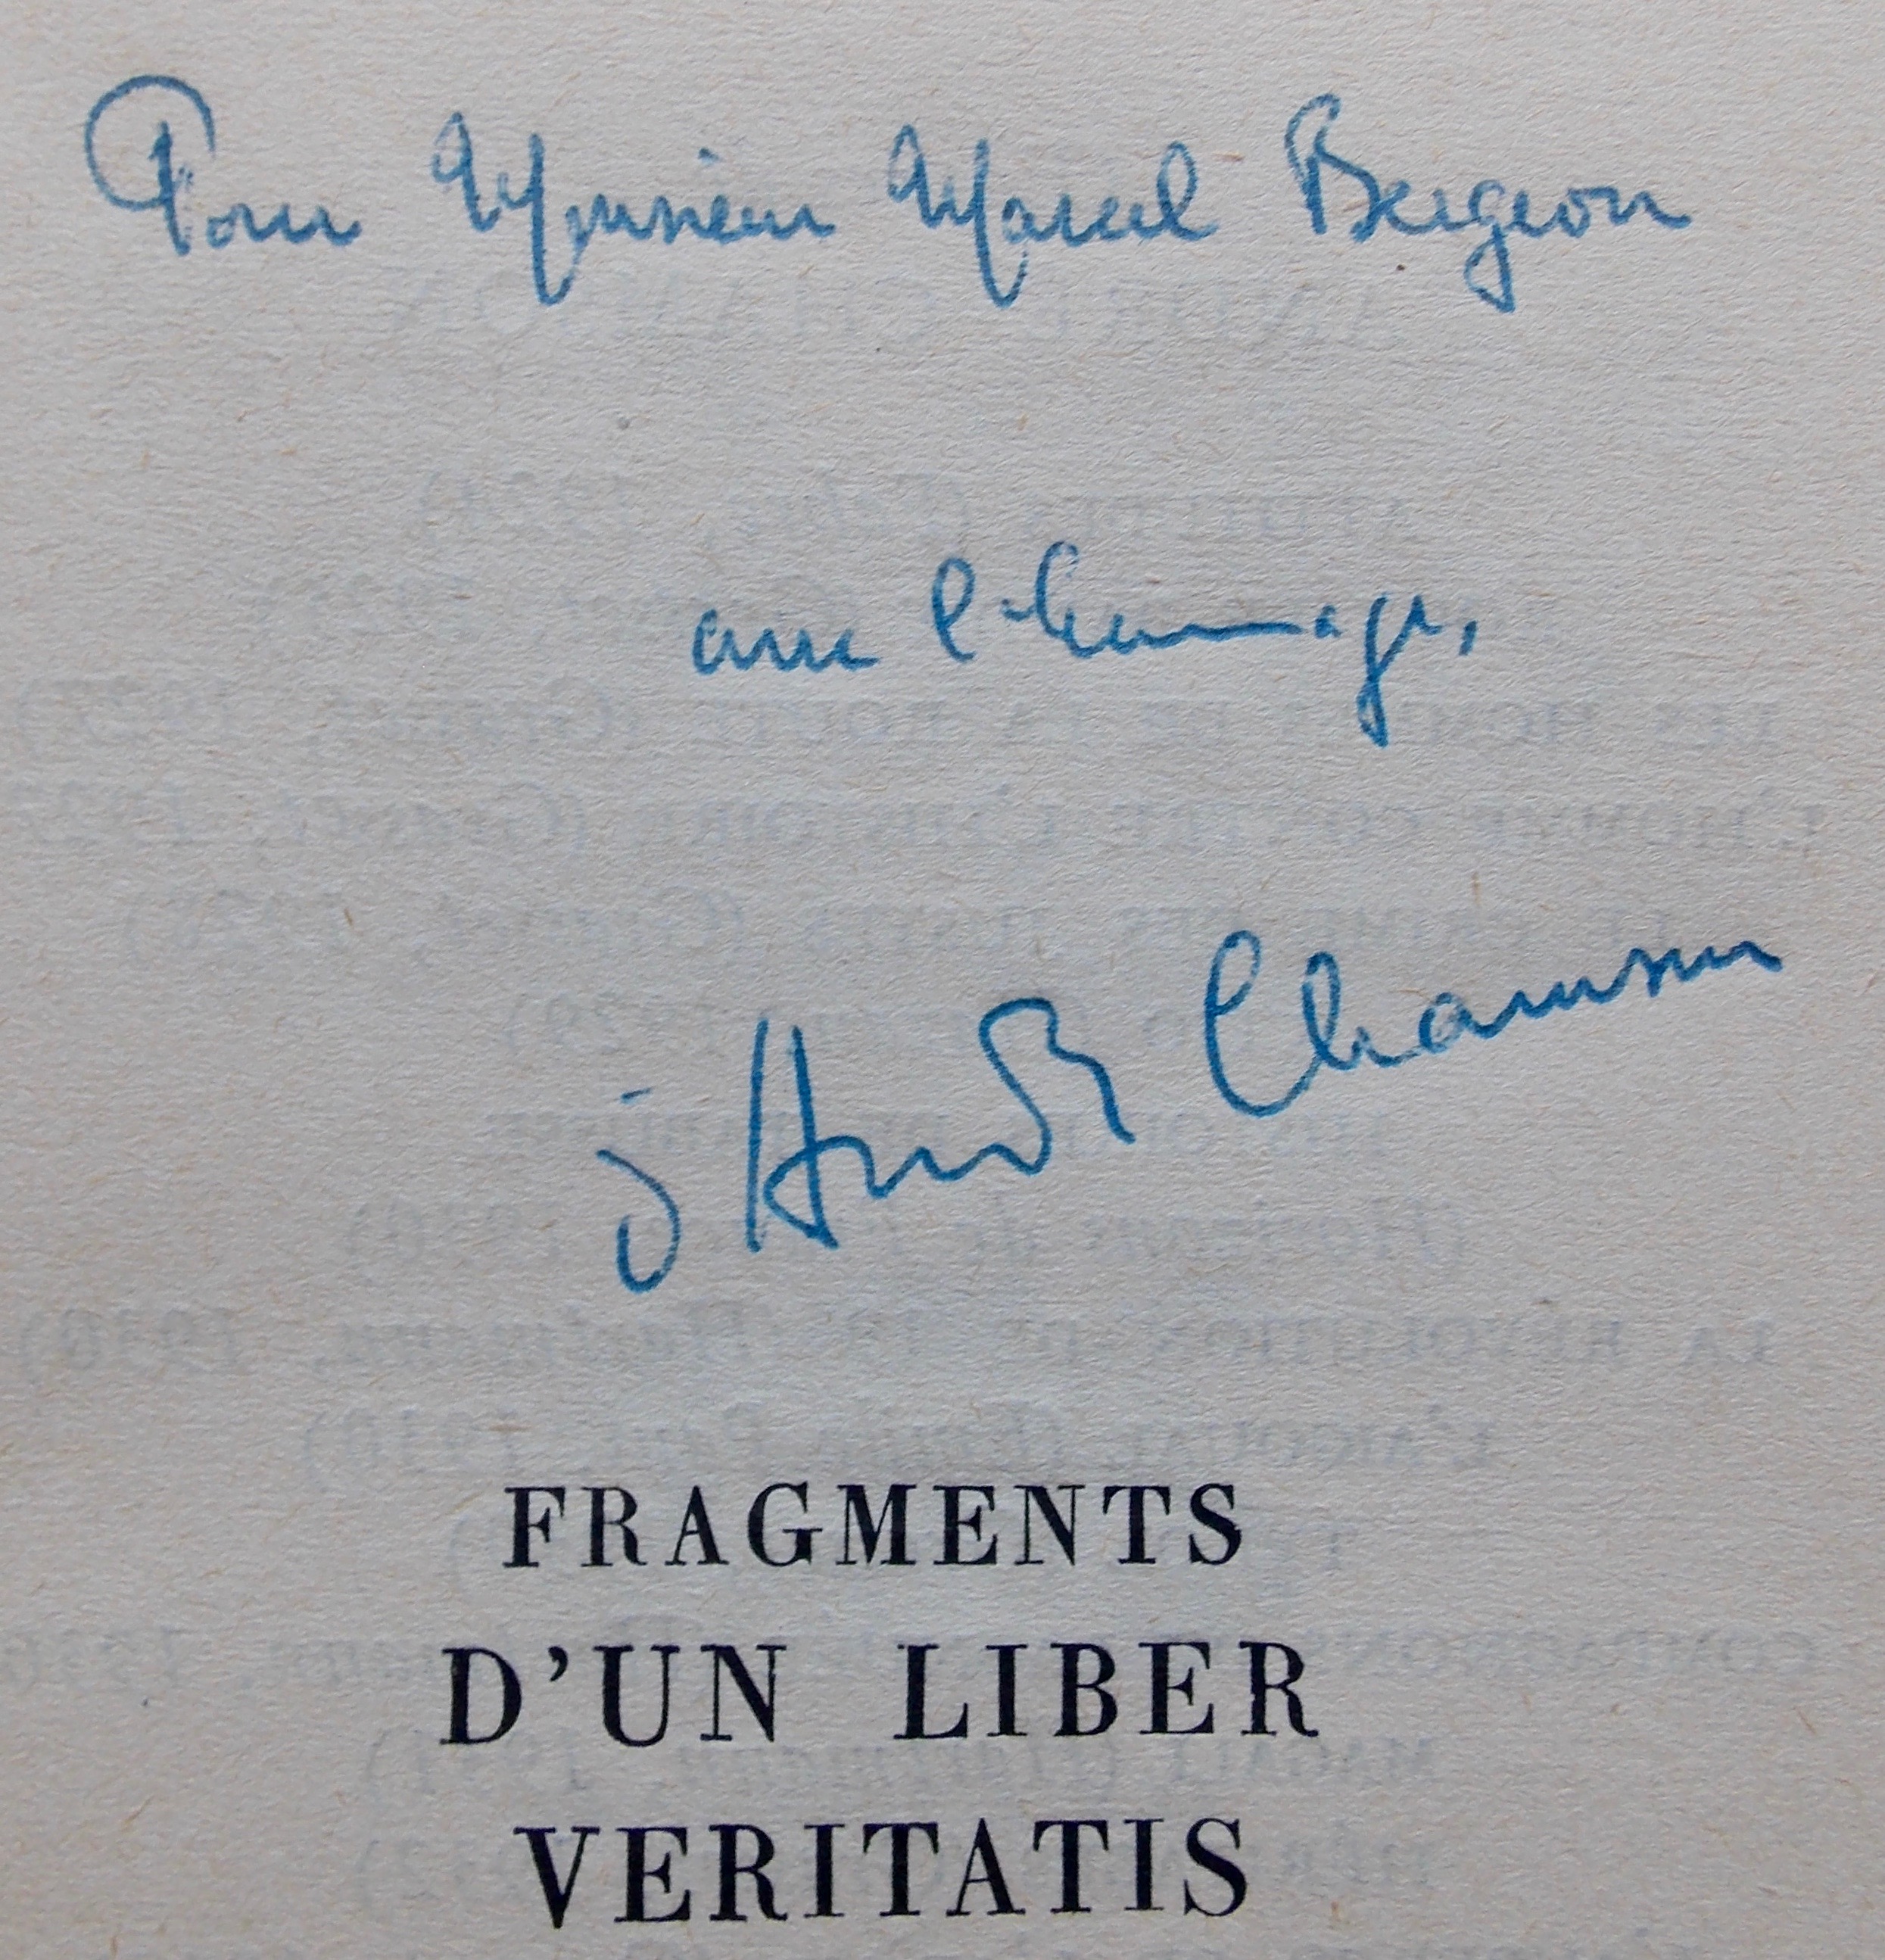 Pour Monsieur Marcel Bergeon
avec l'hommage,
d'André Chamson
FRAGMENTS
D'UN LIBER
VERITATIS